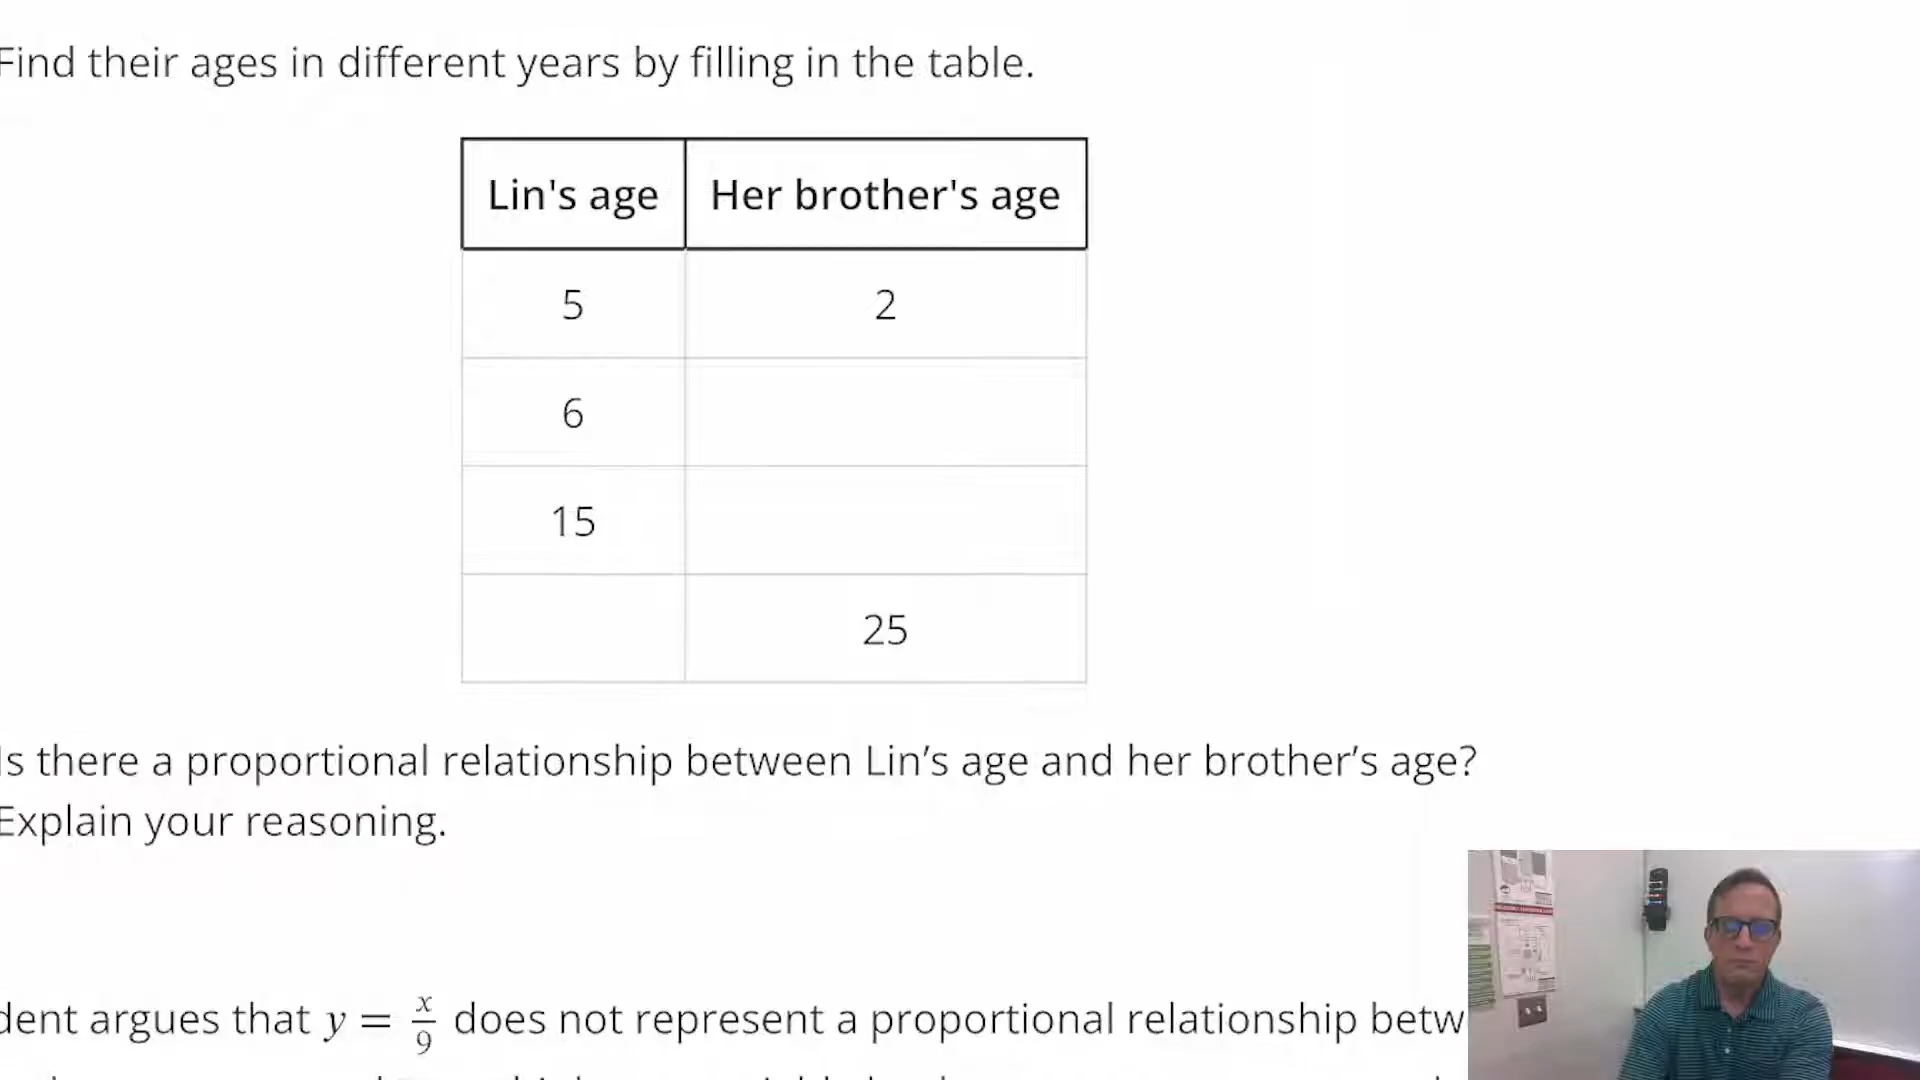 Find their ages in different years by filling in the table.
Lin's age Her brother's age
5 2
6
15
25
Is there a proportional relationship between Lin’s age and her brother’s age?
Explain your reasoning.
dent argues that y = x/9 does not represent a proportional relationship betw